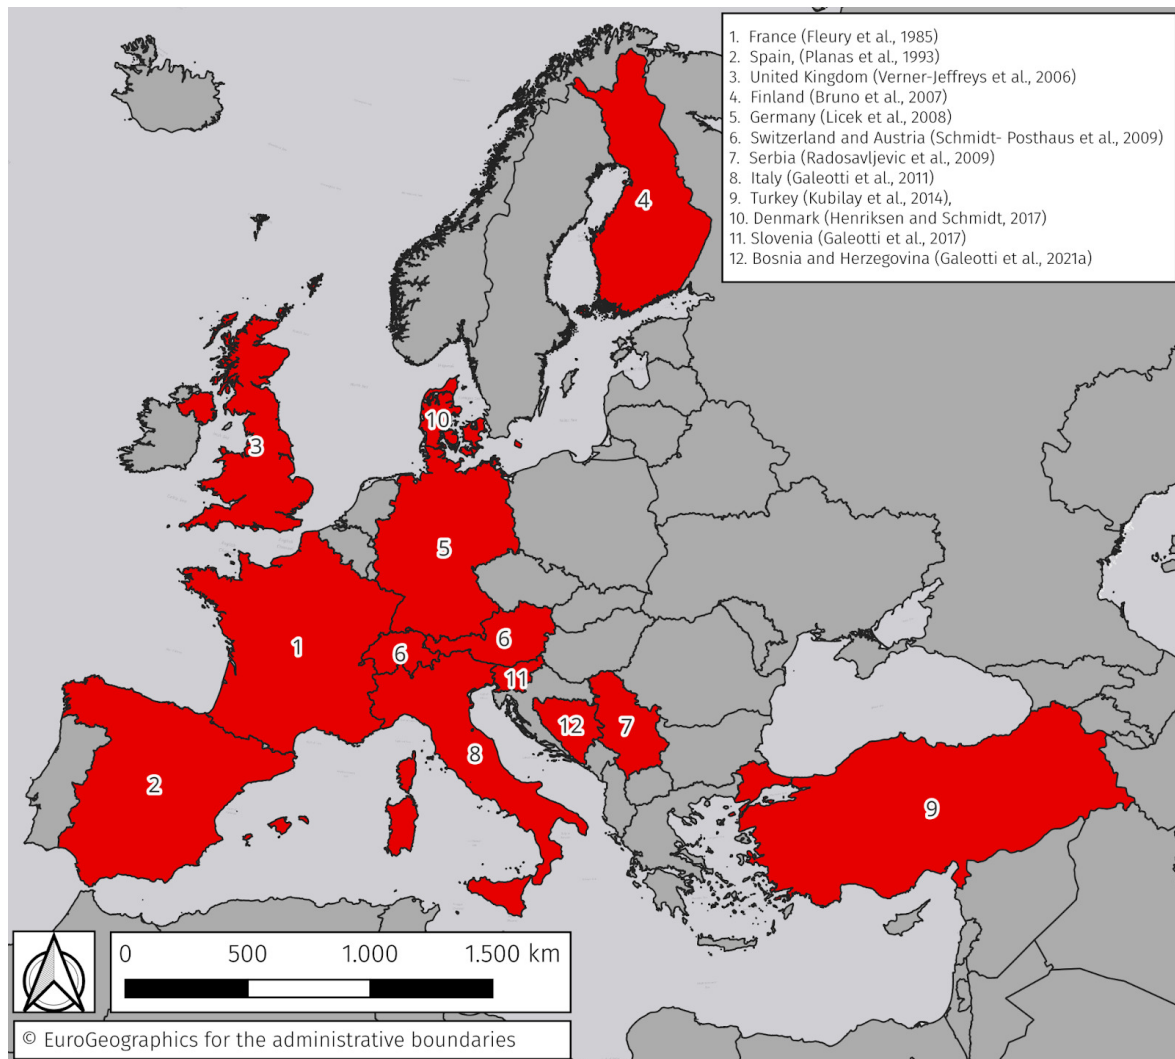 1. France (Fleury et al., 1985)
2. Spain, (Planas et al., 1993)
3. United Kingdom (Verner-Jeffreys et al., 2006)
4. Finland (Bruno et al., 2007)
5. Germany (Licek et al., 2008)
6. Switzerland and Austria (Schmidt- Posthaus et al., 2009)
7. Serbia (Radosavljevic et al., 2009)
8. Italy (Galeotti et al., 2011)
9. Turkey (Kubilay et al., 2014),
10. Denmark (Henriksen and Schmidt, 2017)
11. Slovenia (Galeotti et al., 2017)
12. Bosnia and Herzegovina (Galeotti et al., 2021a)
4
10
3
5
1
6
6
11
12
7
8
2
9
0 500 1.000 1.500 km
© EuroGeographics for the administrative boundaries